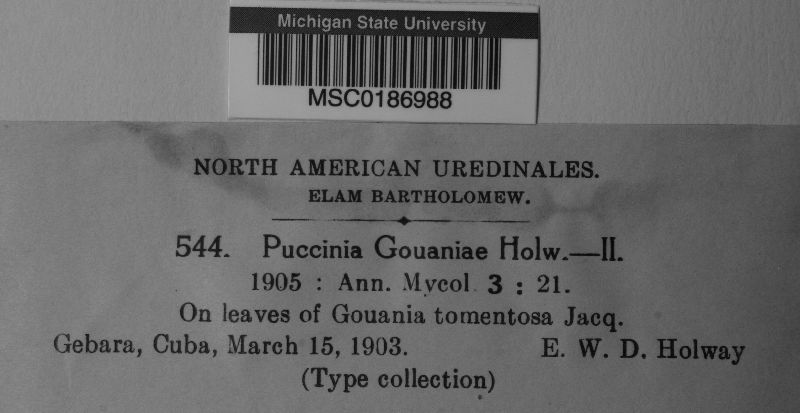 Michigan State University
MSC0186988
NORTH AMERICAN UREDINALES.
ELAM BARTHOLOMEW.
544. Puccinia Gouaniae Holw.—II.
1905 : Ann. Mycol 3 : 21.
On leaves of Gouania tomentosa Jacq.
Gebara, Cuba, March 15, 1903. E. W. D. Holway
(Type collection)